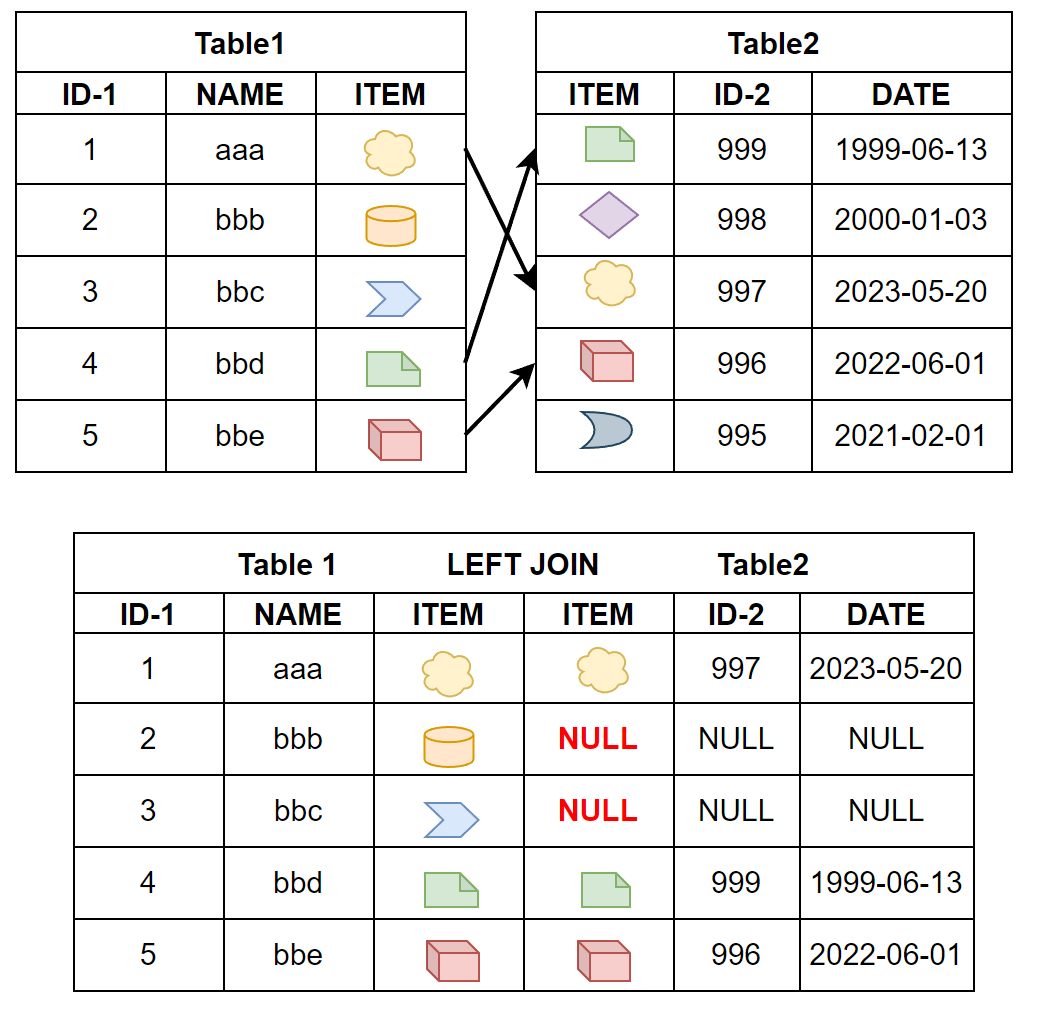 Table1
ID-1 NAME ITEM
1 aaa
2 bbb
3 bbc
4 bbd
5 bbe
Table2
ITEM ID-2 DATE
999 1999-06-13
998 2000-01-03
997 2023-05-20
996 2022-06-01
995 2021-02-01
Table 1 LEFT JOIN Table2
ID-1 NAME ITEM ITEM ID-2 DATE
1 aaa 997 2023-05-20
2 bbb NULL NULL NULL
3 bbc NULL NULL NULL
4 bbd 999 1999-06-13
5 bbe 996 2022-06-01